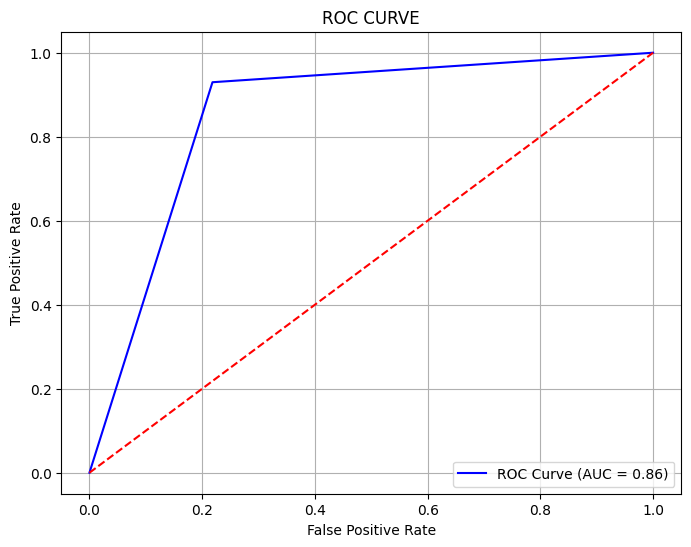 ROC CURVE
True Positive Rate
1.0
0.8
0.6
0.4
0.2
0.0
ROC Curve (AUC = 0.86)
0.0 0.2 0.4 0.6 0.8 1.0
False Positive Rate